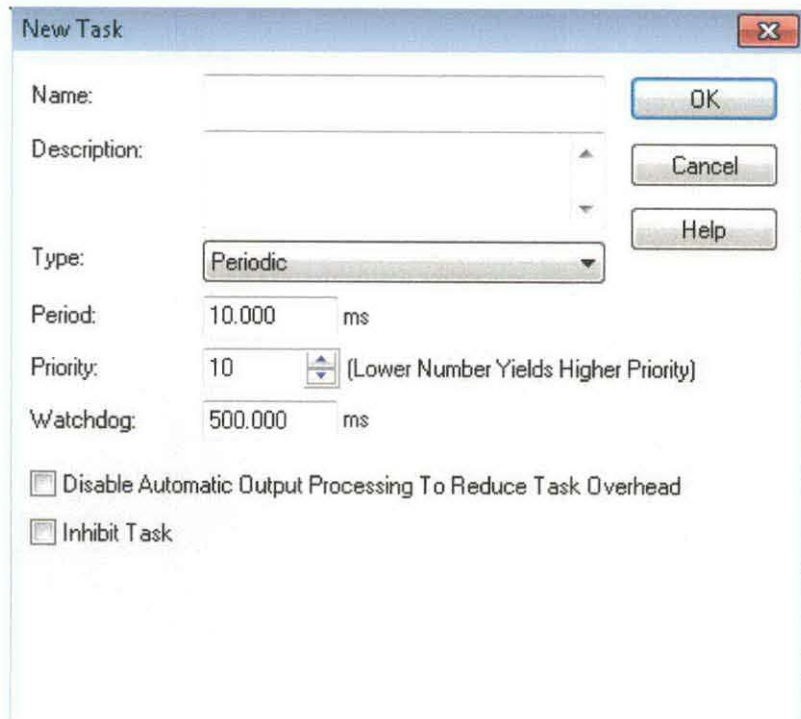 New Task
Name:
OK
Description:
Cancel
Help
Type:
Periodic
Period:
10.000 ms
Priority:
10 (Lower Number Yields Higher Priority)
Watchdog:
500.000 ms
Disable Automatic Output Processing To Reduce Task Overhead
Inhibit Task